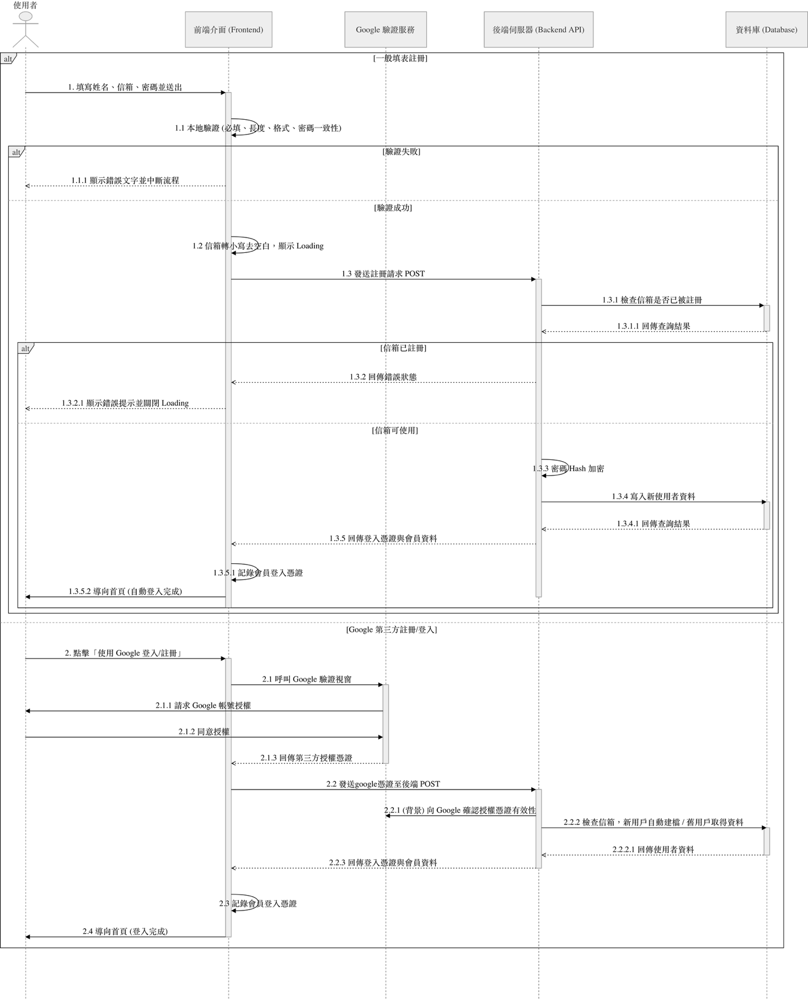 使用者
前端介面 (Frontend)
Google 驗證服務
後端伺服器 (Backend API)
資料庫 (Database)
alt
[一般填表註冊]
1. 填寫姓名、信箱、密碼並送出
1.1 本地驗證 (必填、長度、格式、密碼一致性)
alt
[驗證失敗]
1.1.1 顯示錯誤文字並中斷流程
[驗證成功]
1.2 信箱轉小寫去空白，顯示 Loading
1.3 發送註冊請求 POST
1.3.1 檢查信箱是否已被註冊
1.3.1.1 回傳查詢結果
alt
[信箱已註冊]
1.3.2 回傳錯誤狀態
1.3.2.1 顯示錯誤提示並關閉 Loading
[信箱可使用]
1.3.3 密碼 Hash 加密
1.3.4 寫入新使用者資料
1.3.4.1 回傳查詢結果
1.3.5 回傳登入憑證與會員資料
1.3.5.1 記錄會員登入憑證
1.3.5.2 導向首頁 (自動登入完成)
[Google 第三方註冊/登入]
2. 點擊「使用 Google 登入/註冊」
2.1 呼叫 Google 驗證視窗
2.1.1 請求 Google 帳號授權
2.1.2 同意授權
2.1.3 回傳第三方授權憑證
2.2 發送google憑證至後端 POST
2.2.1 (背景) 向 Google 確認授權憑證有效性
2.2.2 檢查信箱，新用戶自動建檔 / 舊用戶取得資料
2.2.2.1 回傳使用者資料
2.2.3 回傳登入憑證與會員資料
2.3 記錄會員登入憑證
2.4 導向首頁 (登入完成)